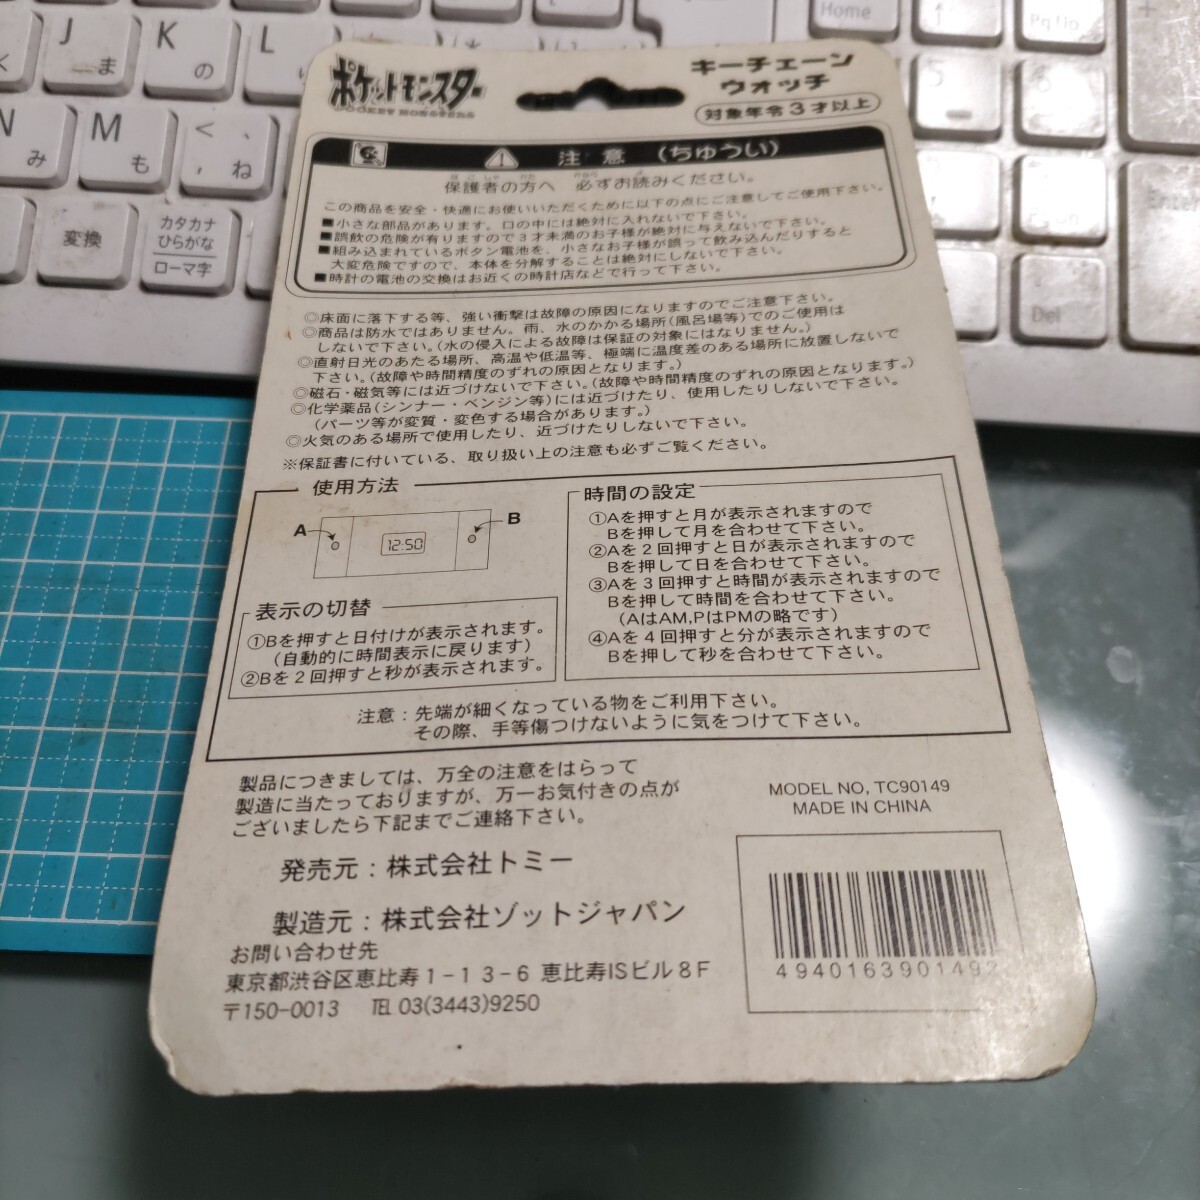 ポケットモンスター
POCKET MONSTERS
キーチェーン
ウォッチ
対象年令3才以上
注意 (ちゅうい)
保護者の方へ 必ずお読みください。
この商品を安全・快適にお使いいただくために以下の点にご注意してご使用下さい。
■小さな部品があります。口の中には絶対に入れないで下さい。
■誤飲の危険が有りますので3才未満のお子様が絶対に与えないで下さい。
■組み込まれているボタン電池を、小さなお子様が誤って飲み込んだりすると
大変危険ですので、本体を分解することは絶対にしないで下さい。
■時計の電池の交換はお近くの時計店などで行って下さい。
◎床面に落下する等、強い衝撃は故障の原因になりますのでご注意下さい。
◎商品は防水ではありません。雨、水のかかる場所(風呂場等)でのご使用は
しないで下さい。(水の侵入による故障は保証の対象にはなりません。)
◎直射日光のあたる場所、高温や低温等、極端に温度差のある場所に放置しないで
下さい。(故障や時間精度のずれの原因となります。)
◎磁石・磁気等には近づけないで下さい。(故障や時間精度のずれの原因となります。)
◎化学薬品(シンナー・ベンジン等)には近づけたり、使用したりしないで下さい。
(パーツ等が変質・変色する場合があります。)
◎火気のある場所で使用したり、近づけたりしないで下さい。
※保証書に付いている、取り扱い上の注意も必ずご覧ください。
使用方法
A
B
12:50
表示の切替
①Bを押すと日付けが表示されます。
(自動的に時間表示に戻ります)
②Bを2回押すと秒が表示されます。
時間の設定
①Aを押すと月が表示されますので
Bを押して月を合わせて下さい。
②Aを2回押すと日が表示されますので
Bを押して日を合わせて下さい。
③Aを3回押すと時間が表示されますので
Bを押して時間を合わせて下さい。
(AはAM,PはPMの略です)
④Aを4回押すと分が表示されますので
Bを押して秒を合わせて下さい。
注意:先端が細くなっている物をご利用下さい。
その際、手等傷つけないように気をつけて下さい。
製品につきましては、万全の注意をはらって
製造に当たっておりますが、万一お気付きの点が
ございましたら下記までご連絡下さい。
発売元:株式会社トミー
製造元:株式会社ゾットジャパン
お問い合わせ先
東京都渋谷区恵比寿1-13-6 恵比寿ISビル8F
〒150-0013 TEL 03(3443)9250
MODEL NO, TC90149
MADE IN CHINA
4940163901492
J
ま
K
の
L
N
み
M
も
<
、
ね
変換
カタカナ
ひらがな
ローマ字
Home
1
PgUp
5
6
Enter
Del